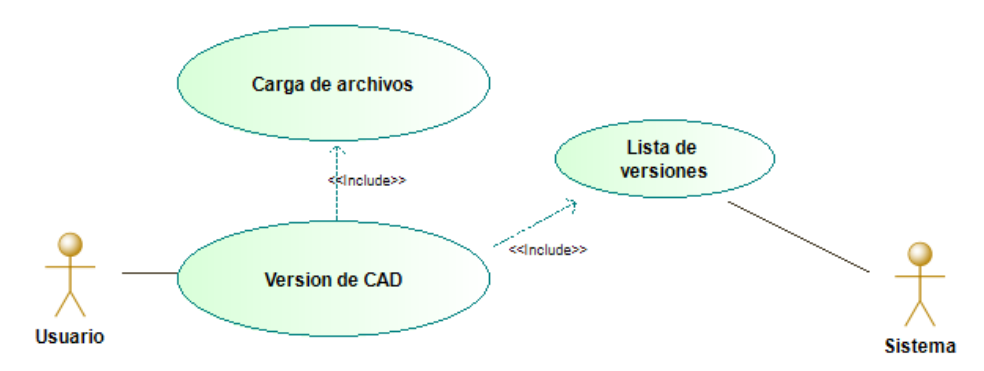 Carga de archivos
Lista de
versiones
<<Include>>
<<Include>>
Version de CAD
Usuario
Sistema